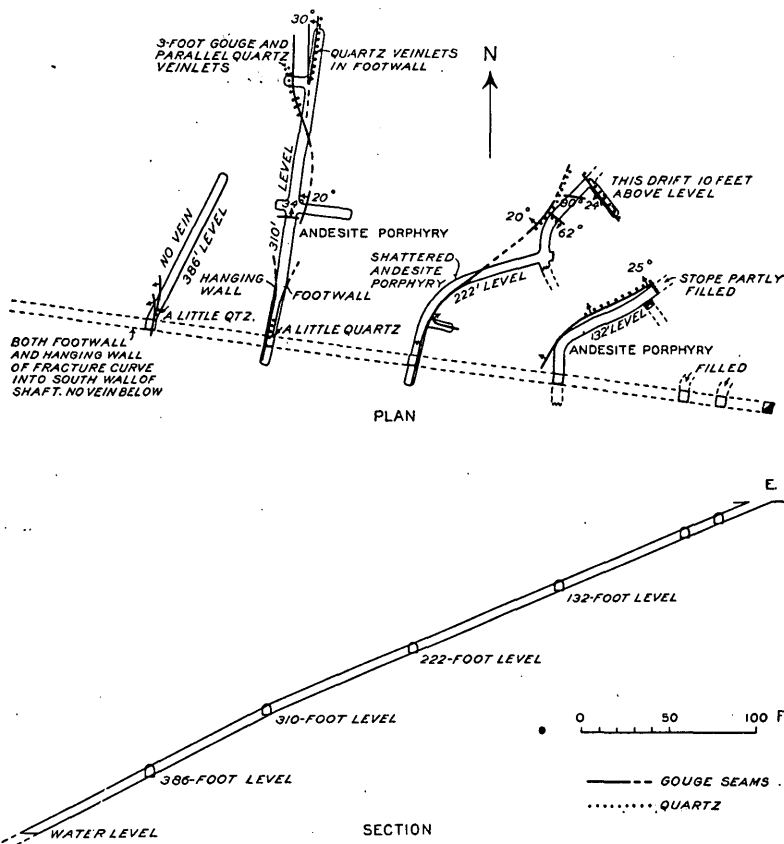 30°
3-FOOT GOUGE AND
PARALLEL QUARTZ
VEINLETS
QUARTZ VEINLETS
IN FOOTWALL
N
THIS DRIFT 10 FEET
ABOVE LEVEL
20°
80°
24°
62°
NO VEIN
386' LEVEL
310' LEVEL
34°
20°
ANDESITE PORPHYRY
SHATTERED
ANDESITE
PORPHYRY
222' LEVEL
25°
STOPE PARTLY
FILLED
132' LEVEL
HANGING
WALL
FOOTWALL
A LITTLE QTZ.
A LITTLE QUARTZ
ANDESITE PORPHYRY
BOTH FOOTWALL
AND HANGING WALL
OF FRACTURE CURVE
INTO SOUTH WALL OF
SHAFT. NO VEIN BELOW
FILLED
PLAN
E.
132-FOOT LEVEL
222-FOOT LEVEL
310-FOOT LEVEL
386-FOOT LEVEL
0 50 100 F
GOUGE SEAMS
QUARTZ
WATER LEVEL
SECTION